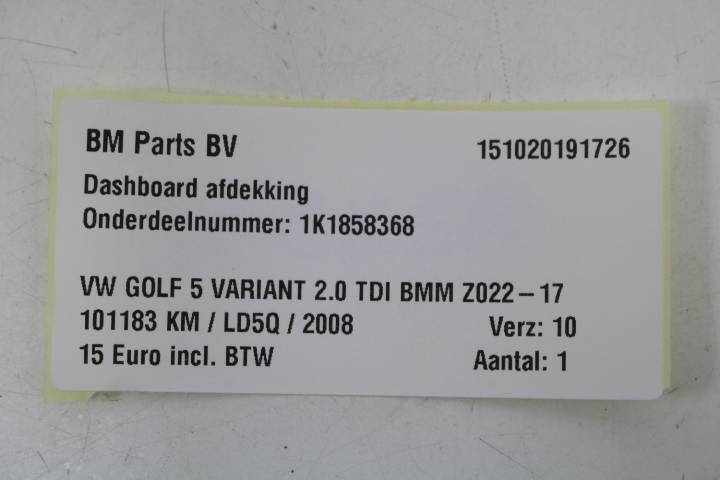 BM Parts BV 151020191726
Dashboard afdekking
Onderdeelnummer: 1K1858368
VW GOLF 5 VARIANT 2.0 TDI BMM Z022–17
101183 KM / LD5Q / 2008 Verz: 10
15 Euro incl. BTW Aantal: 1